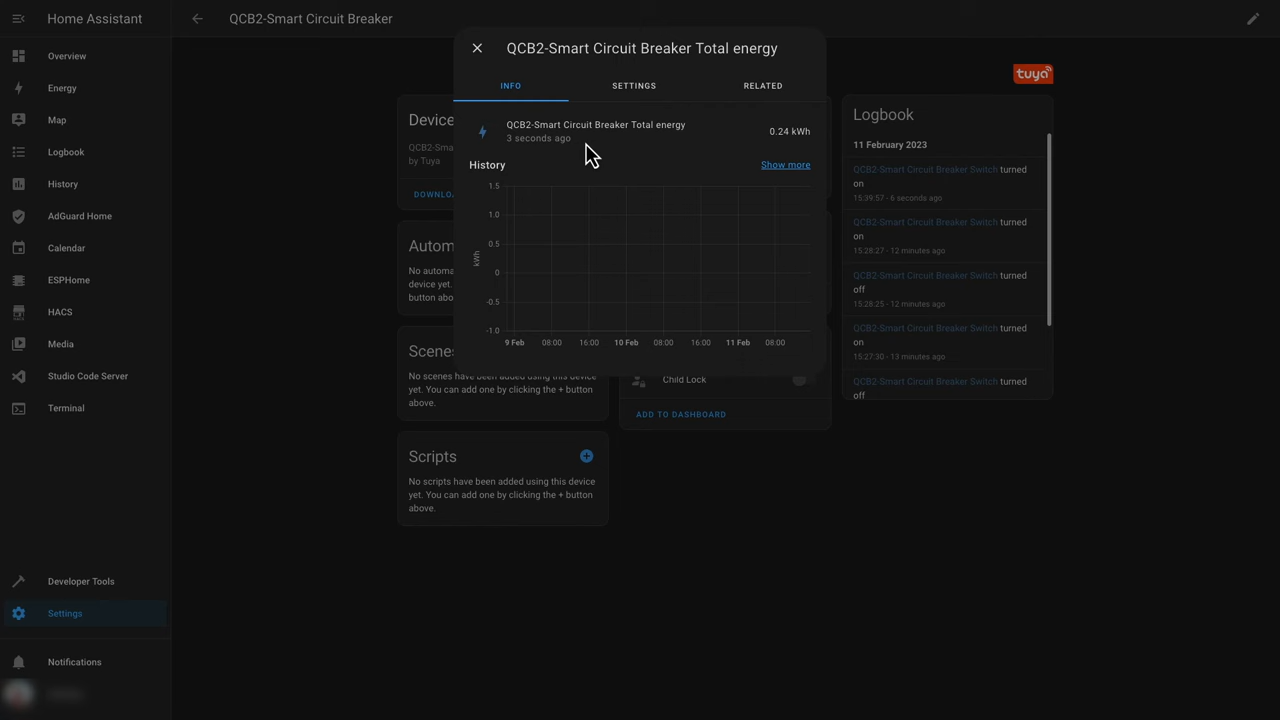 Home Assistant
QCB2-Smart Circuit Breaker
Overview
Energy
Map
Logbook
History
AdGuard Home
Calendar
ESPHome
HACS
Media
Studio Code Server
Terminal
Developer Tools
Settings
Notifications
QCB2-Smart Circuit Breaker Total energy
INFO
SETTINGS
RELATED
QCB2-Smart Circuit Breaker Total energy
3 seconds ago
0.24 kWh
History
Show more
1.5
1.0
0.5
0
-0.5
-1.0
kWh
9 Feb
08:00
16:00
10 Feb
08:00
16:00
11 Feb
08:00
Device
QCB2-Sma
by Tuya
DOWNLO
Autom
No automa
device yet.
button abo
Scenes
No scenes have been added using this device
yet. You can add one by clicking the + button
above.
Scripts
No scripts have been added using this device
yet. You can add one by clicking the + button
above.
Child Lock
ADD TO DASHBOARD
tuya
Logbook
11 February 2023
QCB2-Smart Circuit Breaker Switch turned
on
15:39:57 - 6 seconds ago
QCB2-Smart Circuit Breaker Switch turned
on
15:28:27 - 12 minutes ago
QCB2-Smart Circuit Breaker Switch turned
off
15:28:25 - 12 minutes ago
QCB2-Smart Circuit Breaker Switch turned
on
15:27:30 - 13 minutes ago
QCB2-Smart Circuit Breaker Switch turned
off